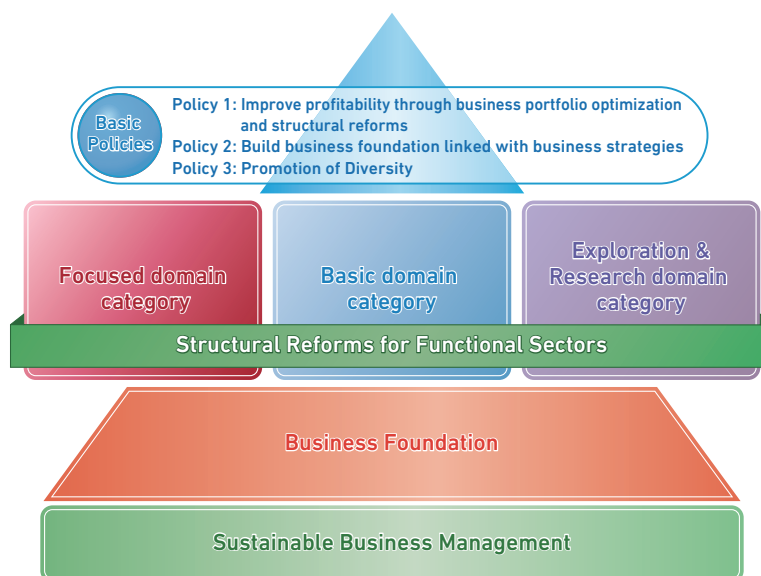 Basic
Policies
Policy 1: Improve profitability through business portfolio optimization
and structural reforms
Policy 2: Build business foundation linked with business strategies
Policy 3: Promotion of Diversity
Focused domain
category
Basic domain
category
Exploration &
Research domain
category
Structural Reforms for Functional Sectors
Business Foundation
Sustainable Business Management